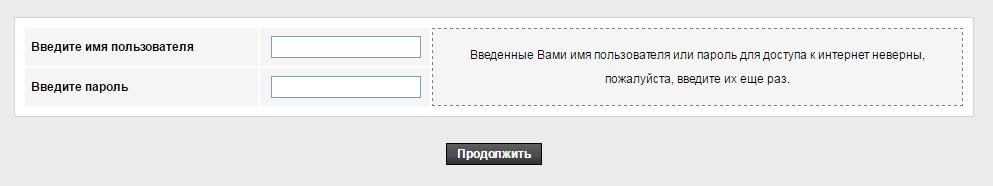 Введите имя пользователя
Введите пароль
Введенные Вами имя пользователя или пароль для доступа к интернет неверны,
пожалуйста, введите их еще раз.
Продолжить